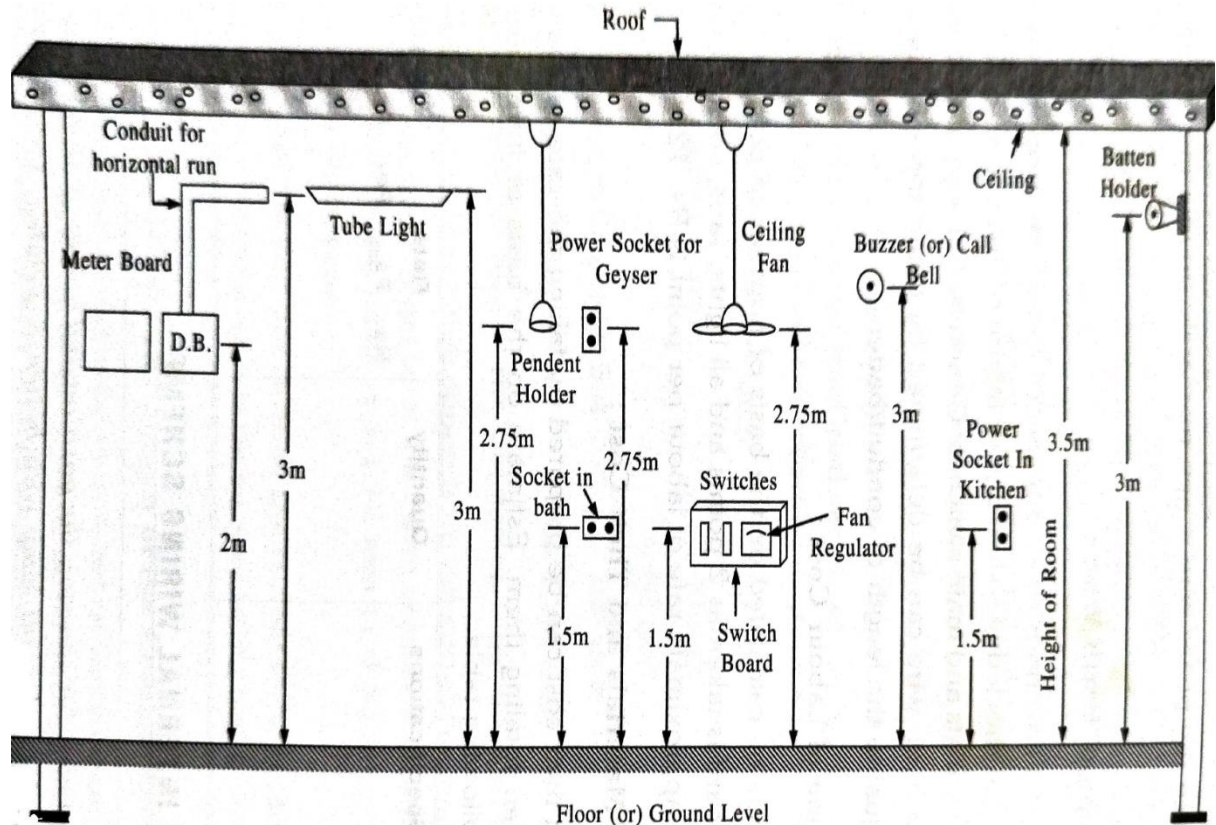 Roof
Conduit for
horizontal run
Ceiling
Batten
Holder
Tube Light
Meter Board
D.B.
Power Socket for
Geyser
Ceiling
Fan
Buzzer (or) Call
Bell
Pendent
Holder
2.75m
2.75m
2.75m
3m
3m
3m
3.5m
Height of Room
3m
2m
Socket in
bath
Switches
Fan
Regulator
Power
Socket In
Kitchen
1.5m
1.5m
Switch
Board
1.5m
Floor (or) Ground Level